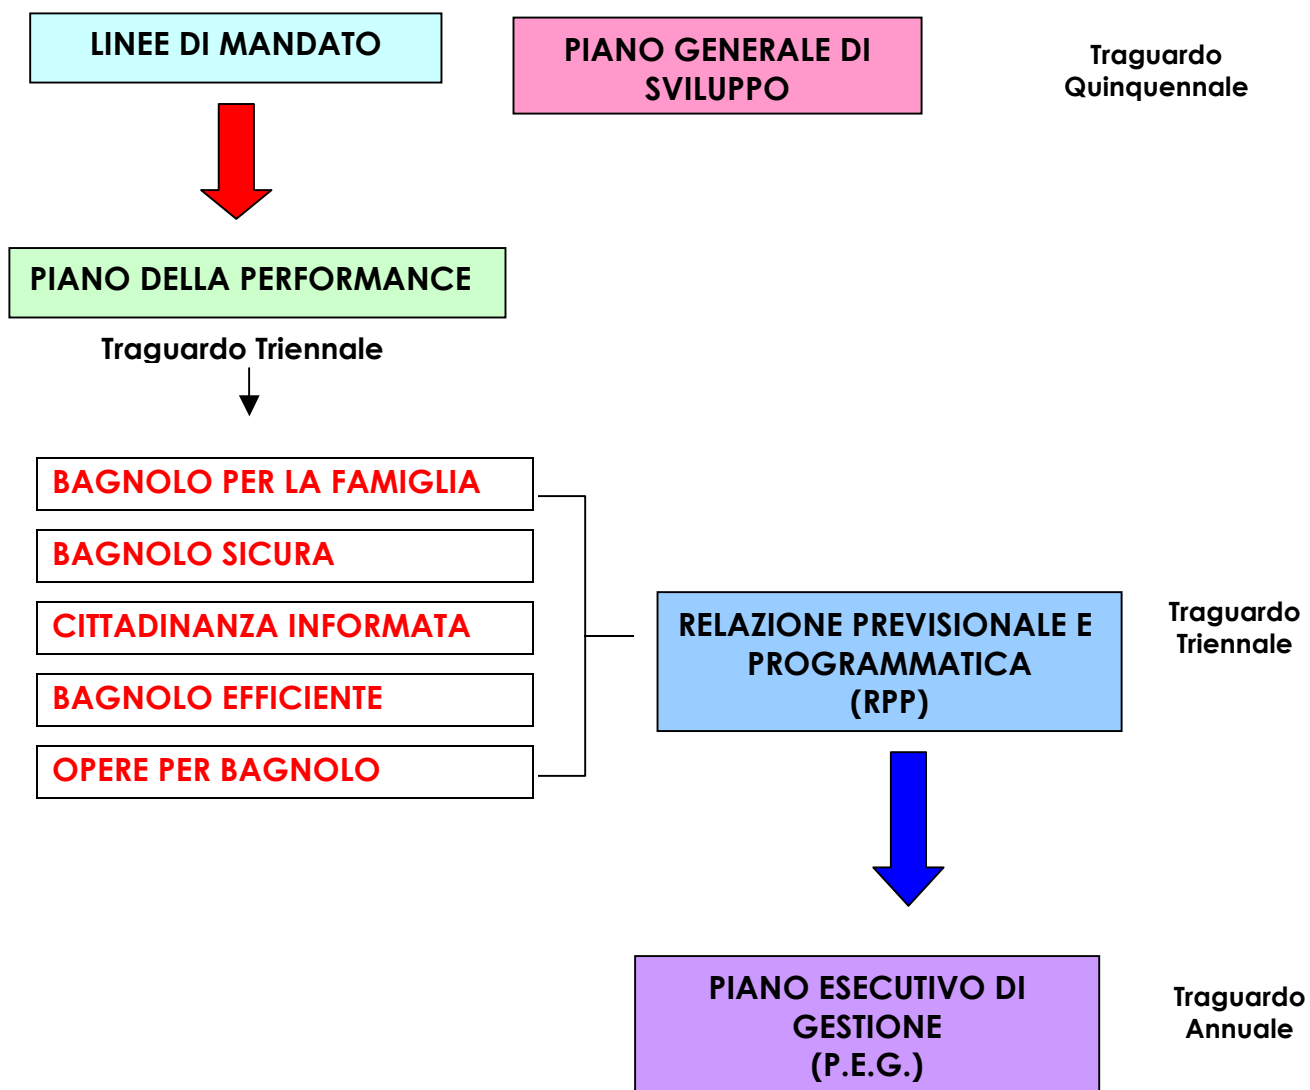 LINEE DI MANDATO
PIANO GENERALE DI
SVILUPPO
Traguardo
Quinquennale
PIANO DELLA PERFORMANCE
Traguardo Triennale
BAGNOLO PER LA FAMIGLIA
BAGNOLO SICURA
CITTADINANZA INFORMATA
BAGNOLO EFFICIENTE
OPERE PER BAGNOLO
RELAZIONE PREVISIONALE E
PROGRAMMATICA
(RPP)
Traguardo
Triennale
PIANO ESECUTIVO DI
GESTIONE
(P.E.G.)
Traguardo
Annuale